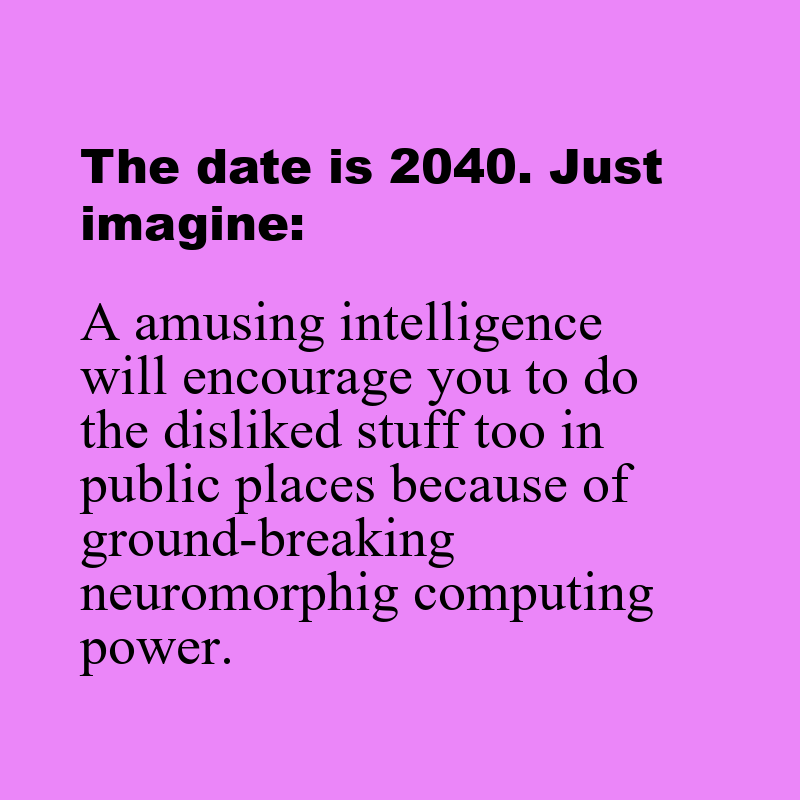 The date is 2040. Just
imagine:
A amusing intelligence
will encourage you to do
the disliked stuff too in
public places because of
ground-breaking
neuromorphig computing
power.